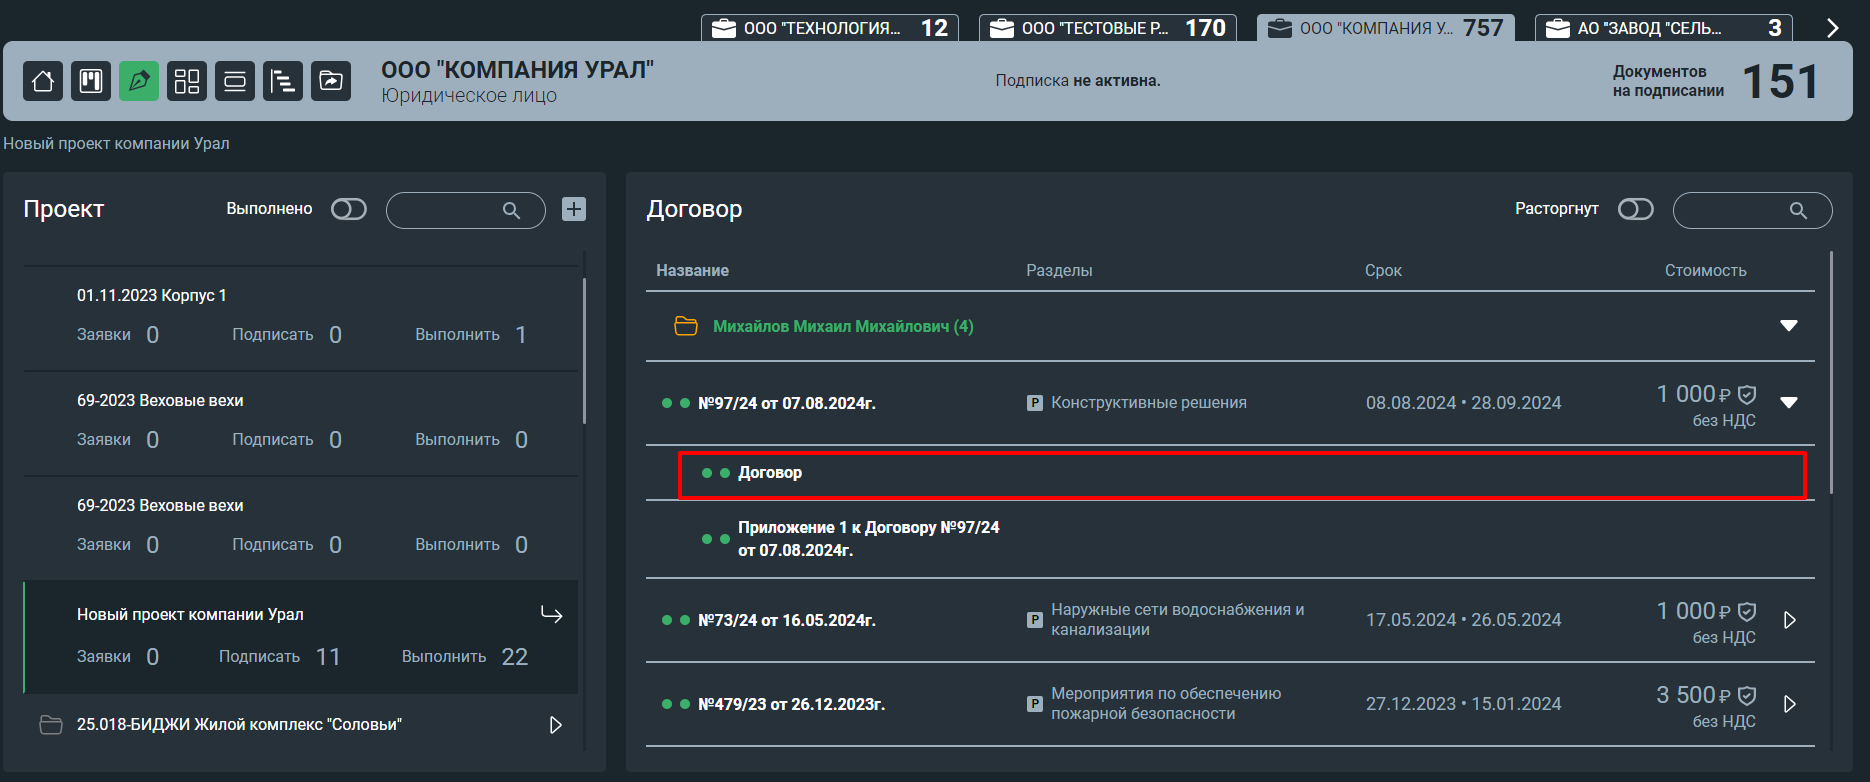 ООО "ТЕХНОЛОГИЯ... 12
ООО "ТЕСТОВЫЕ Р... 170
ООО "КОМПАНИЯ У... 757
АО "ЗАВОД "СЕЛЬ... 3
ООО "КОМПАНИЯ УРАЛ"
Юридическое лицо
Подписка не активна.
Документов
на подписании
151
Новый проект компании Урал
Проект
Выполнено
01.11.2023 Корпус 1
Заявки 0 Подписать 0 Выполнить 1
69-2023 Веховые вехи
Заявки 0 Подписать 0 Выполнить 0
69-2023 Веховые вехи
Заявки 0 Подписать 0 Выполнить 0
Новый проект компании Урал
Заявки 0 Подписать 11 Выполнить 22
25.018-БИДЖИ Жилой комплекс "Соловьи"
Договор
Расторгнут
Название Разделы Срок Стоимость
Михайлов Михаил Михайлович (4)
№97/24 от 07.08.2024г. Р Конструктивные решения 08.08.2024 • 28.09.2024 1 000 ₽
без НДС
Договор
Приложение 1 к Договору №97/24
от 07.08.2024г.
№73/24 от 16.05.2024г. Р Наружные сети водоснабжения и
канализации 17.05.2024 • 26.05.2024 1 000 ₽
без НДС
№479/23 от 26.12.2023г. Р Мероприятия по обеспечению
пожарной безопасности 27.12.2023 • 15.01.2024 3 500 ₽
без НДС